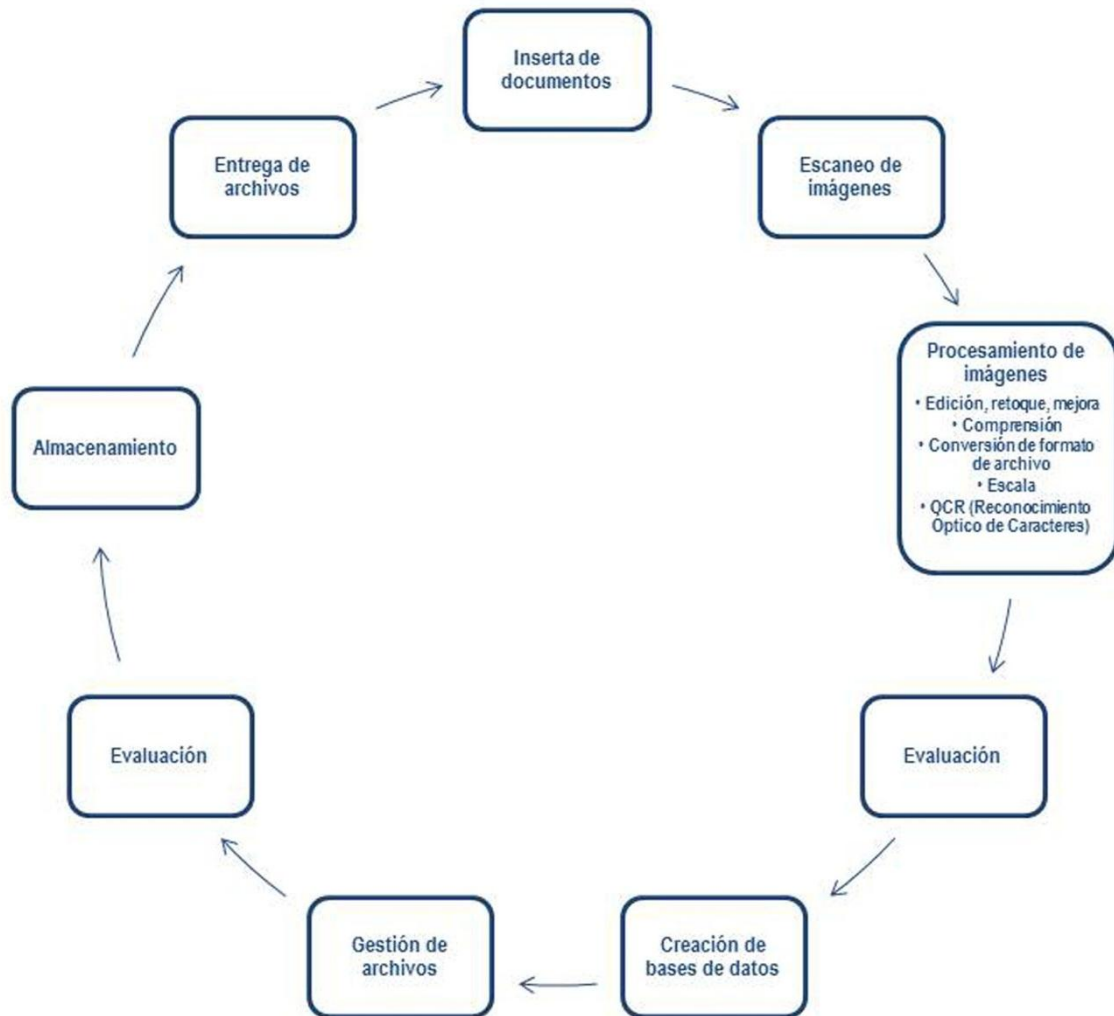 Inserta de
documentos
Escaneo de
imágenes
Procesamiento de
imágenes
• Edición, retoque, mejora
• Comprensión
• Conversión de formato
de archivo
• Escala
• QCR (Reconocimiento
Óptico de Caracteres)
Evaluación
Creación de
bases de datos
Gestión de
archivos
Evaluación
Almacenamiento
Entrega de
archivos